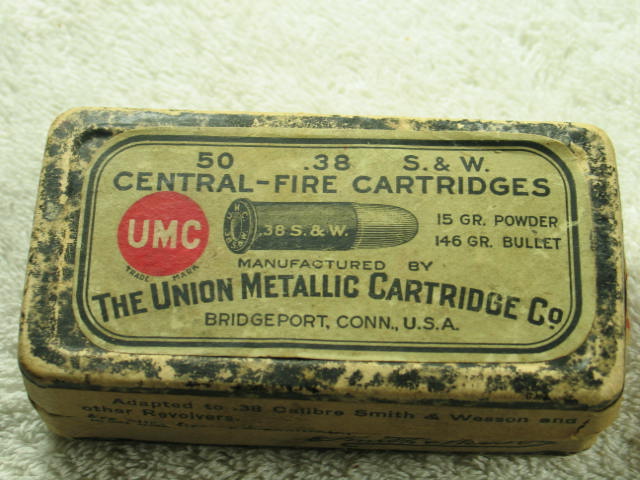 50 .38 S. & W.
CENTRAL-FIRE CARTRIDGES
UMC
TRADE MARK
.38 S. & W.
15 GR. POWDER
146 GR. BULLET
MANUFACTURED BY
THE UNION METALLIC CARTRIDGE CO.
BRIDGEPORT, CONN., U.S.A.
Adapted to .38 Calibre Smith & Wesson and
other Revolvers.